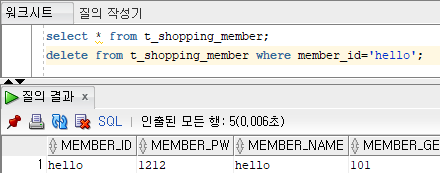 워크시트 질의 작성기
select * from t_shopping_member;
delete from t_shopping_member where member_id='hello';
질의 결과 x
SQL | 인출된 모든 행: 5(0,006초)
MEMBER_ID MEMBER_PW MEMBER_NAME MEMBER_GE
1 hello 1212 hello 101